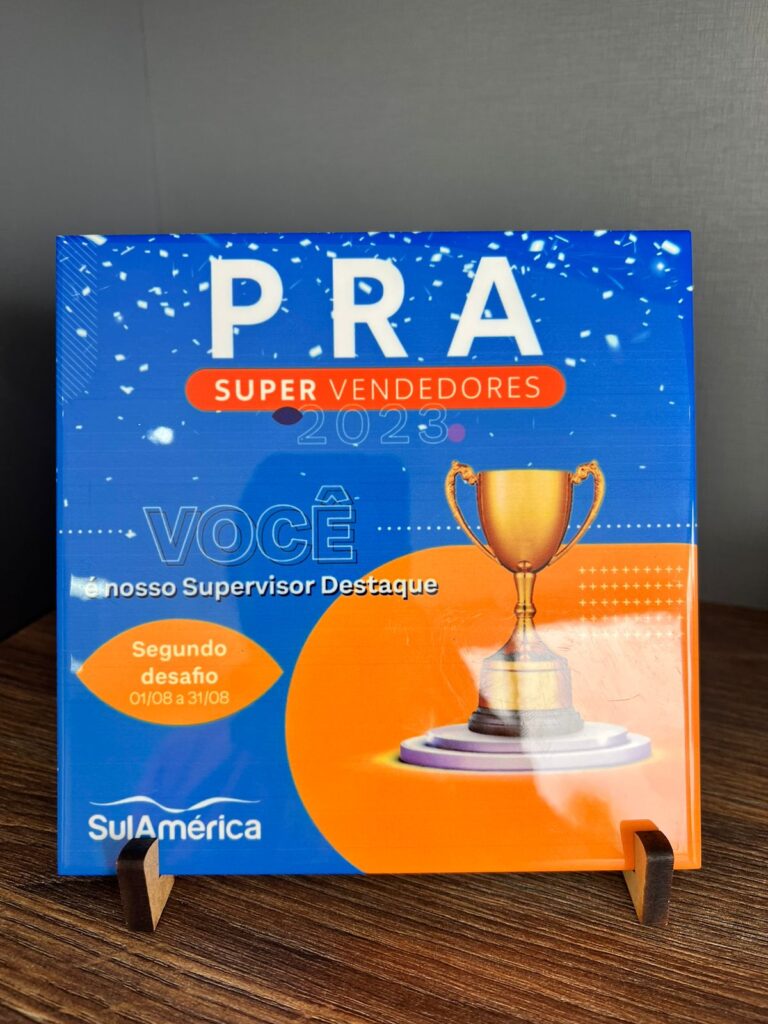 PRA
SUPER VENDEDORES
2023
VOCÊ
é nosso Supervisor Destaque
Segundo
desafio
01/08 a 31/08
SulAmérica